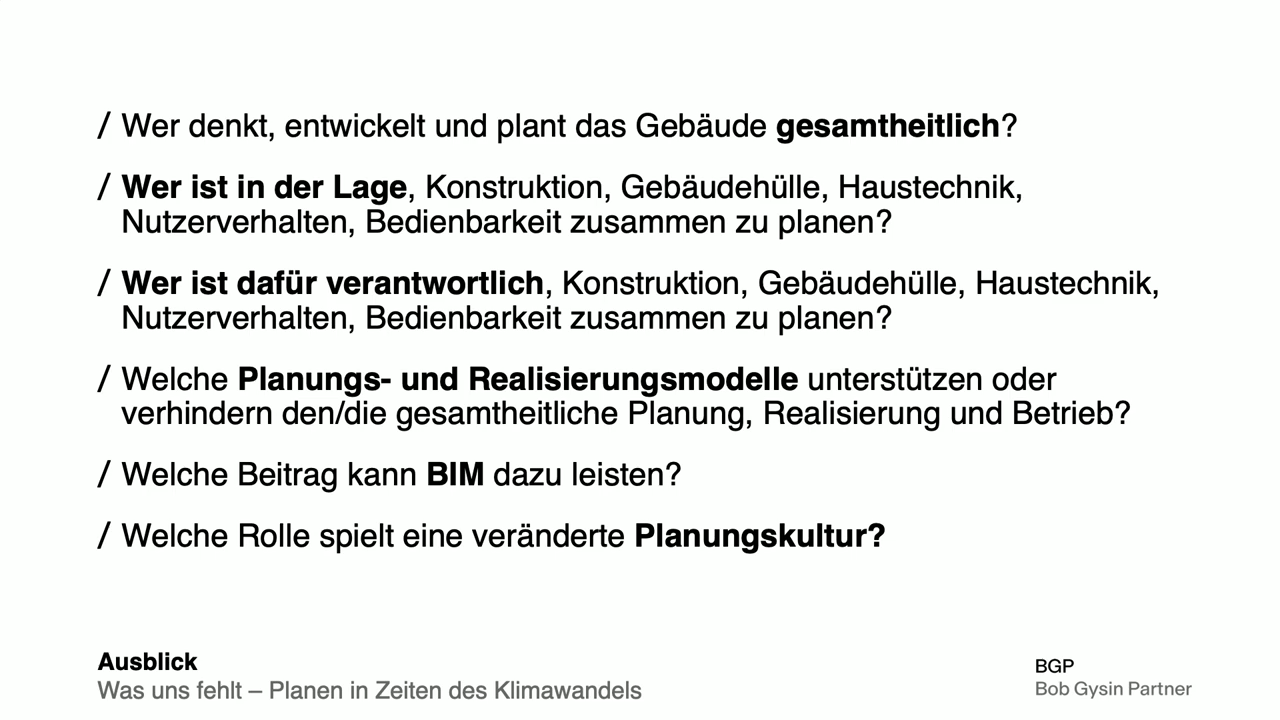 / Wer denkt, entwickelt und plant das Gebäude gesamtheitlich?
/ Wer ist in der Lage, Konstruktion, Gebäudehülle, Haustechnik,
Nutzerverhalten, Bedienbarkeit zusammen zu planen?
/ Wer ist dafür verantwortlich, Konstruktion, Gebäudehülle, Haustechnik,
Nutzerverhalten, Bedienbarkeit zusammen zu planen?
/ Welche Planungs- und Realisierungsmodelle unterstützen oder
verhindern den/die gesamtheitliche Planung, Realisierung und Betrieb?
/ Welche Beitrag kann BIM dazu leisten?
/ Welche Rolle spielt eine veränderte Planungskultur?
Ausblick
Was uns fehlt – Planen in Zeiten des Klimawandels
BGP
Bob Gysin Partner